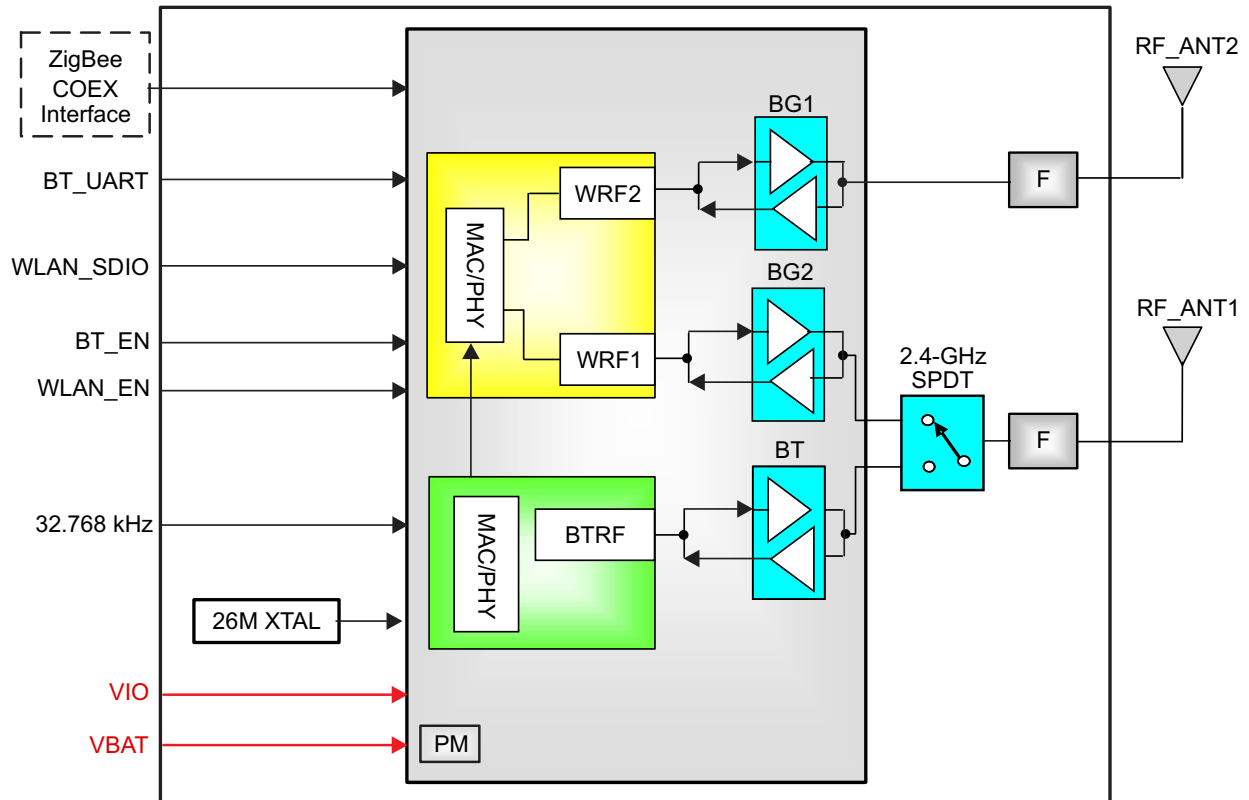 ZigBee
COEX
Interface
BT_UART
WLAN_SDIO
BT_EN
WLAN_EN
32.768 kHz
26M XTAL
VIO
VBAT
PM
MAC/PHY
WRF2
WRF1
MAC/PHY
BTRF
BG1
BG2
BT
2.4-GHz
SPDT
F
F
RF_ANT2
RF_ANT1